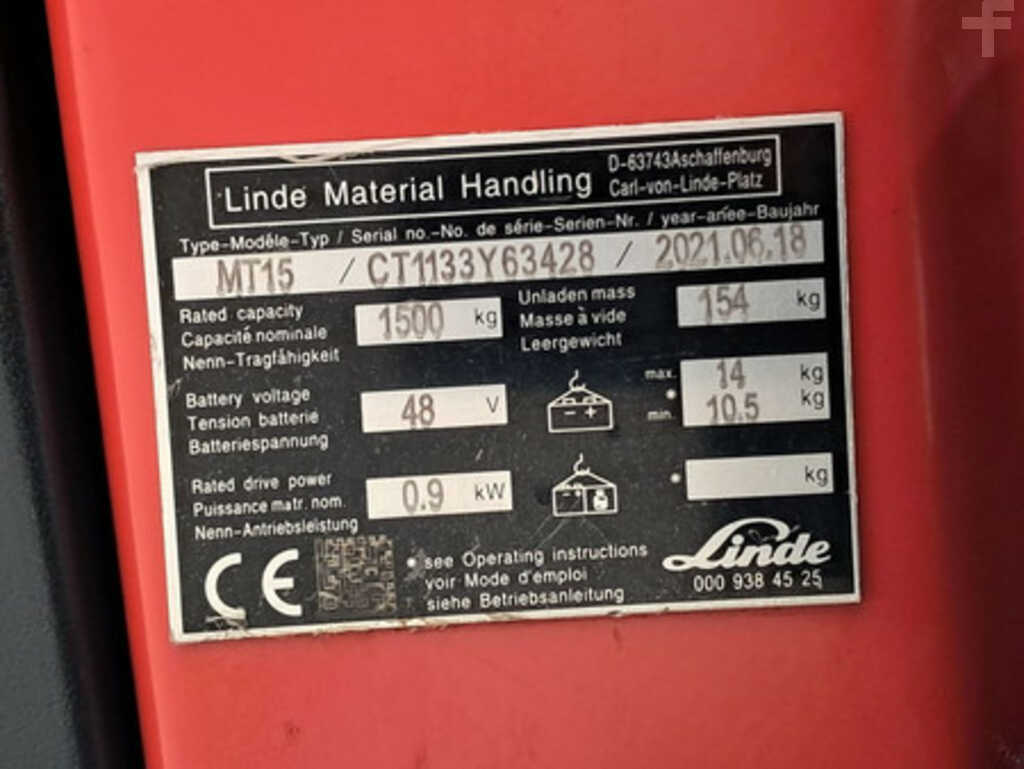 Linde Material Handling
D-63743Aschaffenburg
Carl-von-Linde-Platz
Type-Modèle-Typ / Serial no.-No. de série-Serien-Nr. / year-anee-Baujahr
MT15 / CT1133Y63428 / 2021.06.18
Rated capacity
Capacité nominale
Nenn-Tragfähigkeit
1500 kg
Unladen mass
Masse à vide
Leergewicht
154 kg
Battery voltage
Tension batterie
Batteriespannung
48 V
max. 14 kg
min. 10.5 kg
Rated drive power
Puissance matr. nom.
Nenn-Antriebsleistung
0.9 kW
kg
CE
• see Operating instructions
voir Mode d'emploi
siehe Betriebsanleitung
Linde
000 938 45 25
f